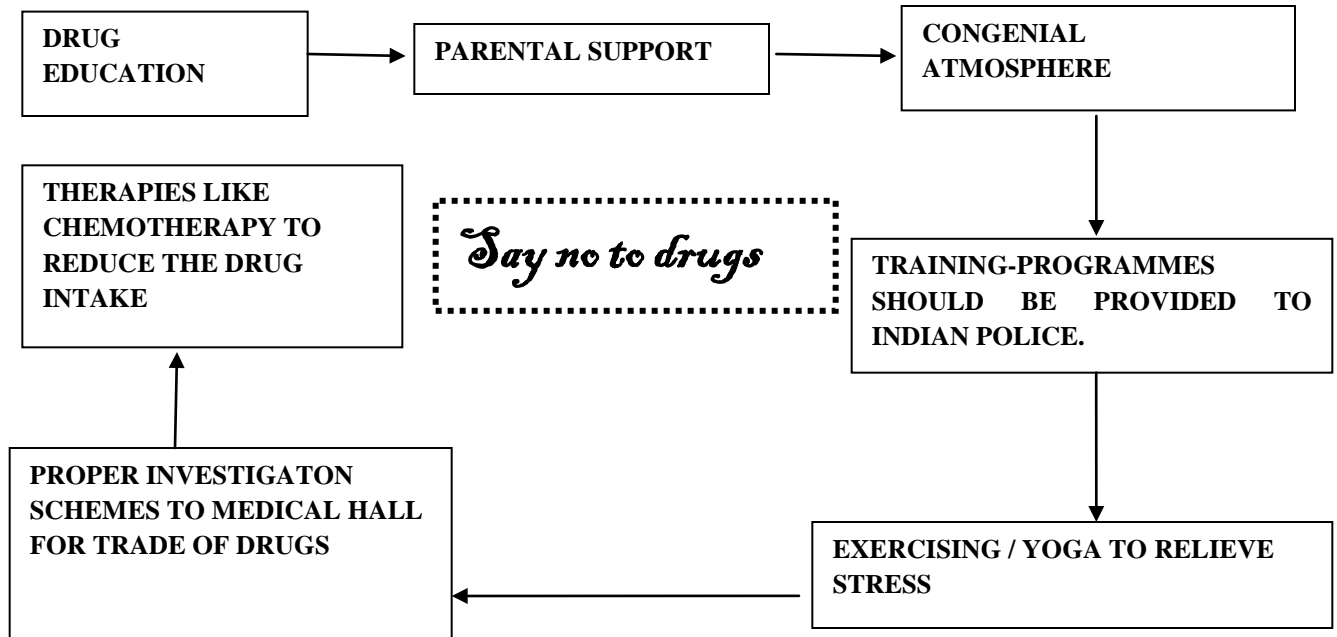 DRUG
EDUCATION
PARENTAL SUPPORT
CONGENIAL
ATMOSPHERE
THERAPIES LIKE
CHEMOTHERAPY TO
REDUCE THE DRUG
INTAKE
Say no to drugs
TRAINING-PROGRAMMES
SHOULD BE PROVIDED TO
INDIAN POLICE.
PROPER INVESTIGATON
SCHEMES TO MEDICAL HALL
FOR TRADE OF DRUGS
EXERCISING / YOGA TO RELIEVE
STRESS